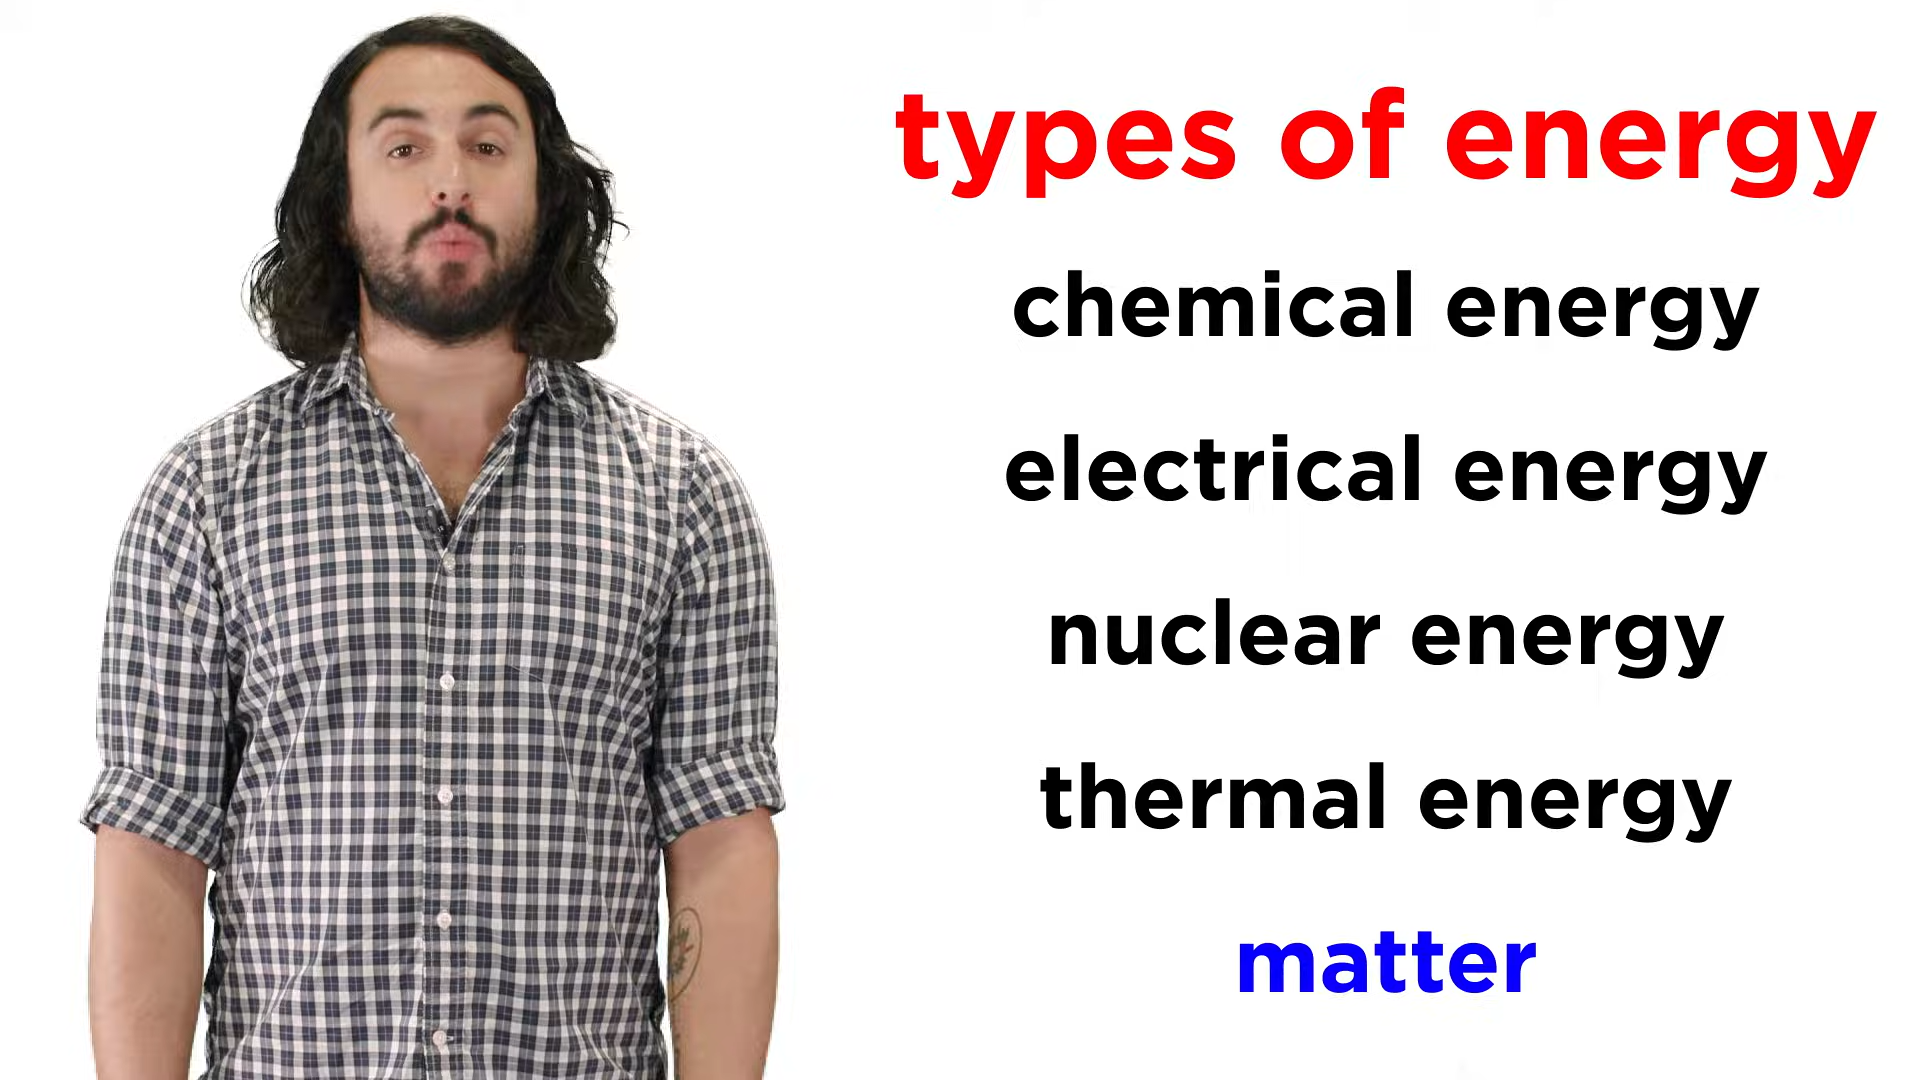 types of energy
chemical energy
electrical energy
nuclear energy
thermal energy
matter